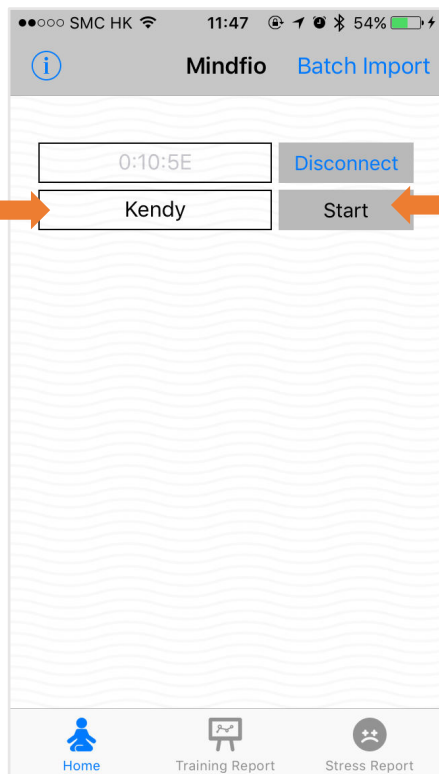 SMC HK 11:47 54%
Mindfio Batch Import
0:10:5E Disconnect
Kendy Start
Home Training Report Stress Report